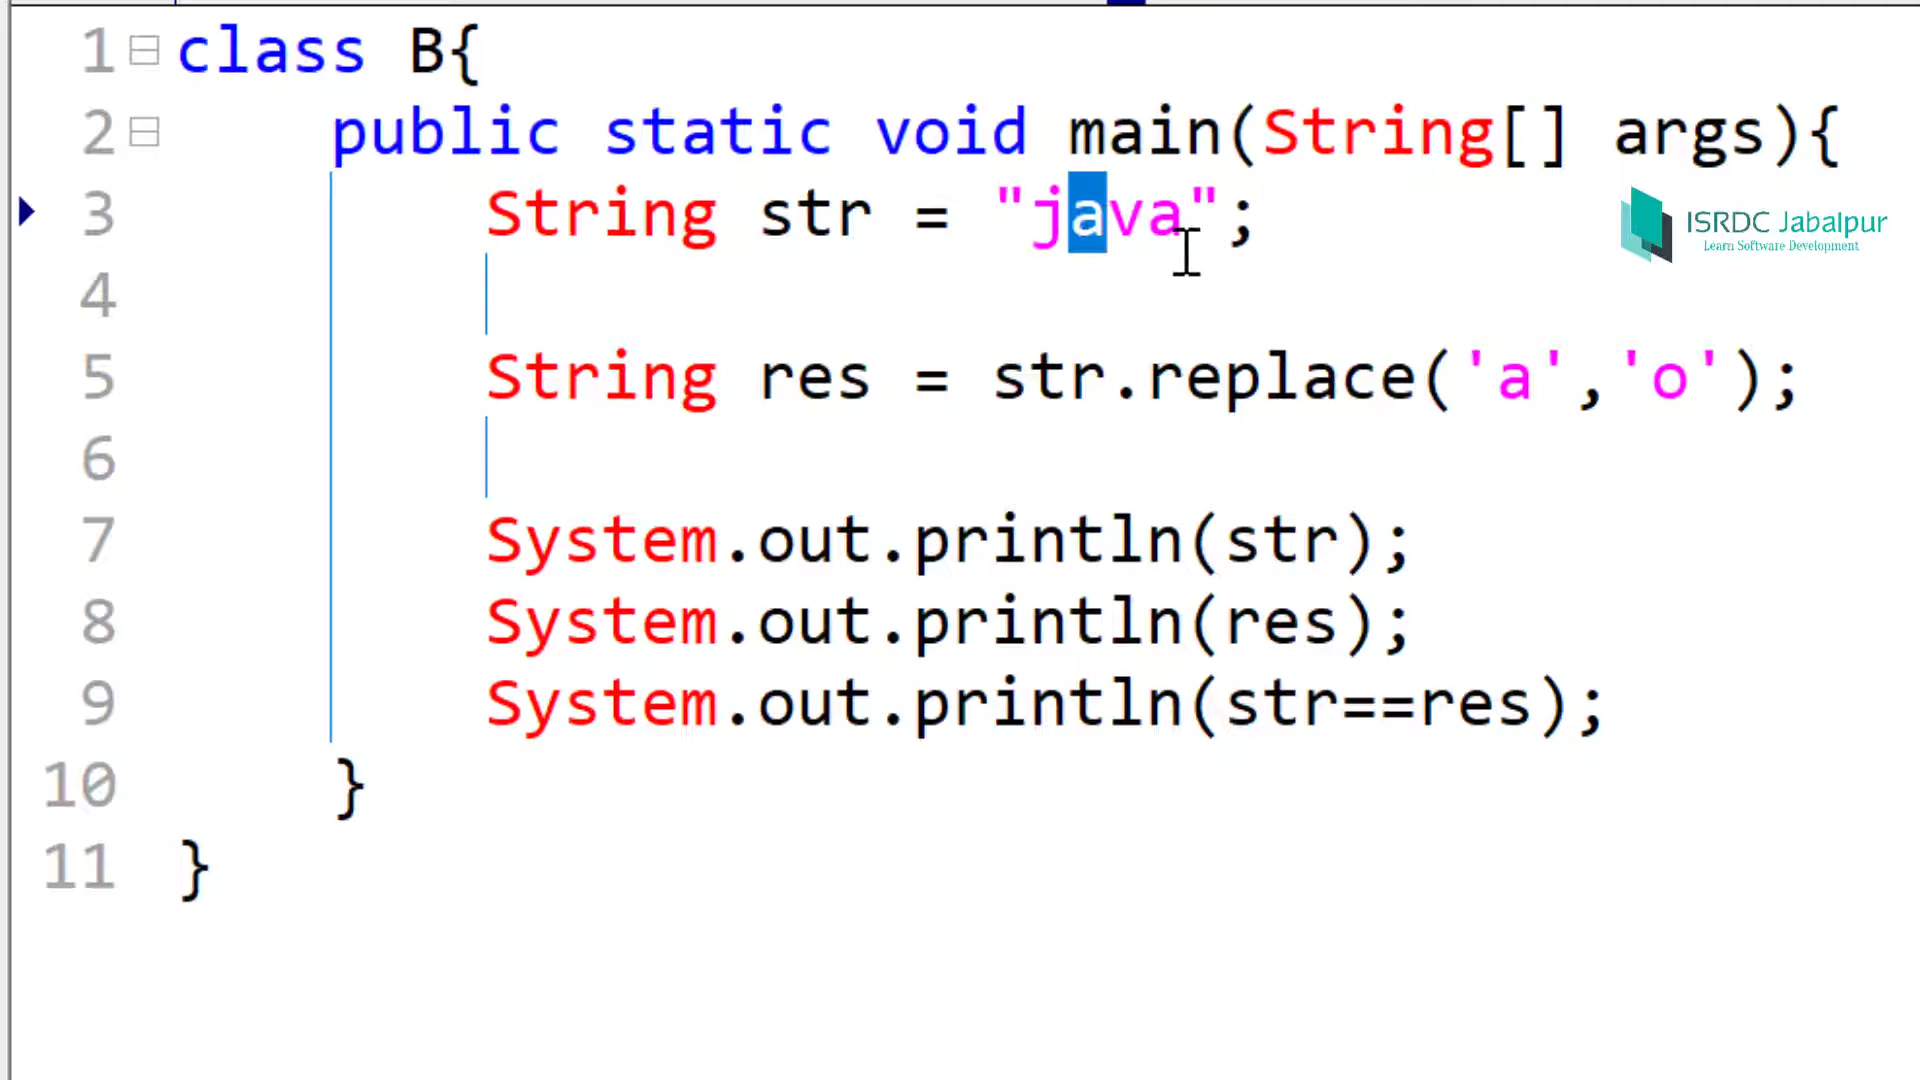 1 class B{
2 public static void main(String[] args){
3 String str = "java";
4
5 String res = str.replace('a','o');
6
7 System.out.println(str);
8 System.out.println(res);
9 System.out.println(str==res);
10 }
11 }
ISRDC Jabalpur
Learn Software Development